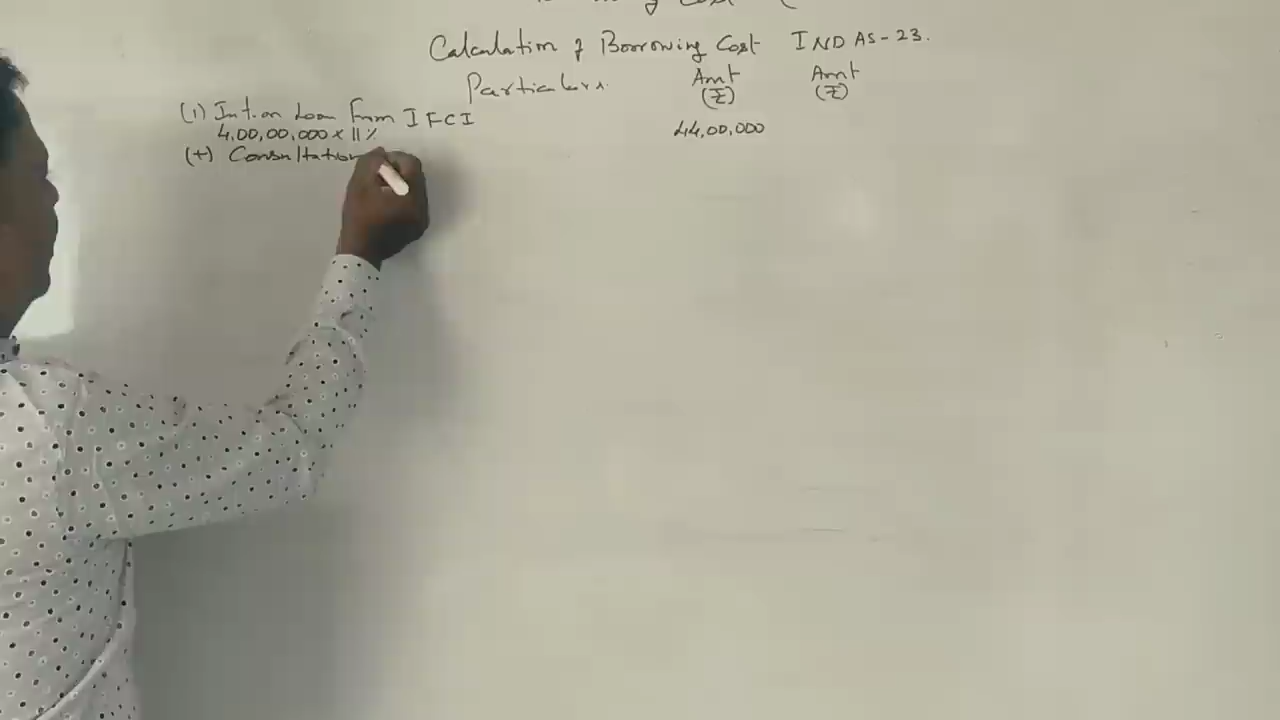 Cost
Calculation of Borrowing Cost IND AS-23.
Particulars. Amt (₹) Amt (₹)
(1) Int. on Loan From IFCI
4,00,00,000 x 11% 44,00,000
(+) Consultation